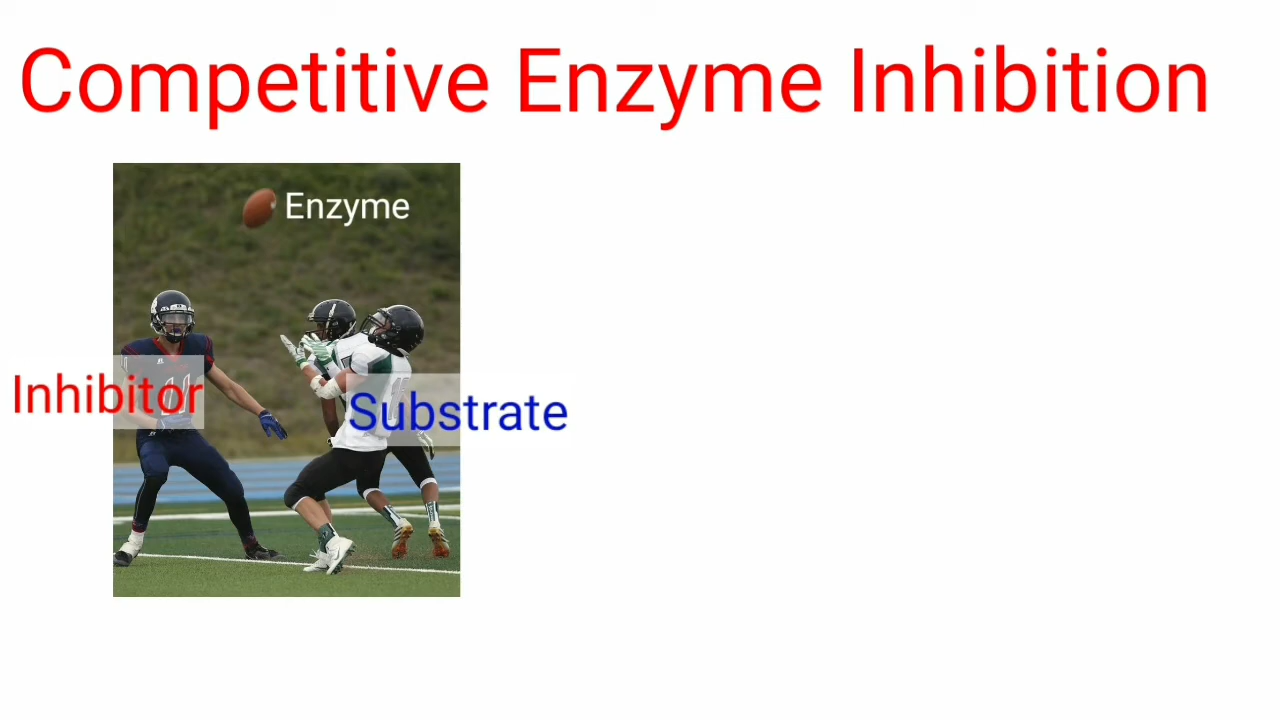 Competitive Enzyme Inhibition
Enzyme
Inhibitor
Substrate